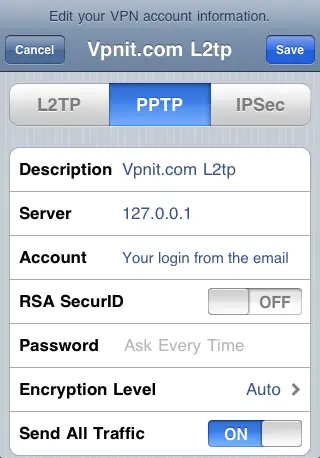 Edit your VPN account information.
Cancel Vpnit.com L2tp Save
L2TP PPTP IPSec
Description Vpnit.com L2tp
Server 127.0.0.1
Account Your login from the email
RSA SecurID OFF
Password Ask Every Time
Encryption Level Auto
Send All Traffic ON